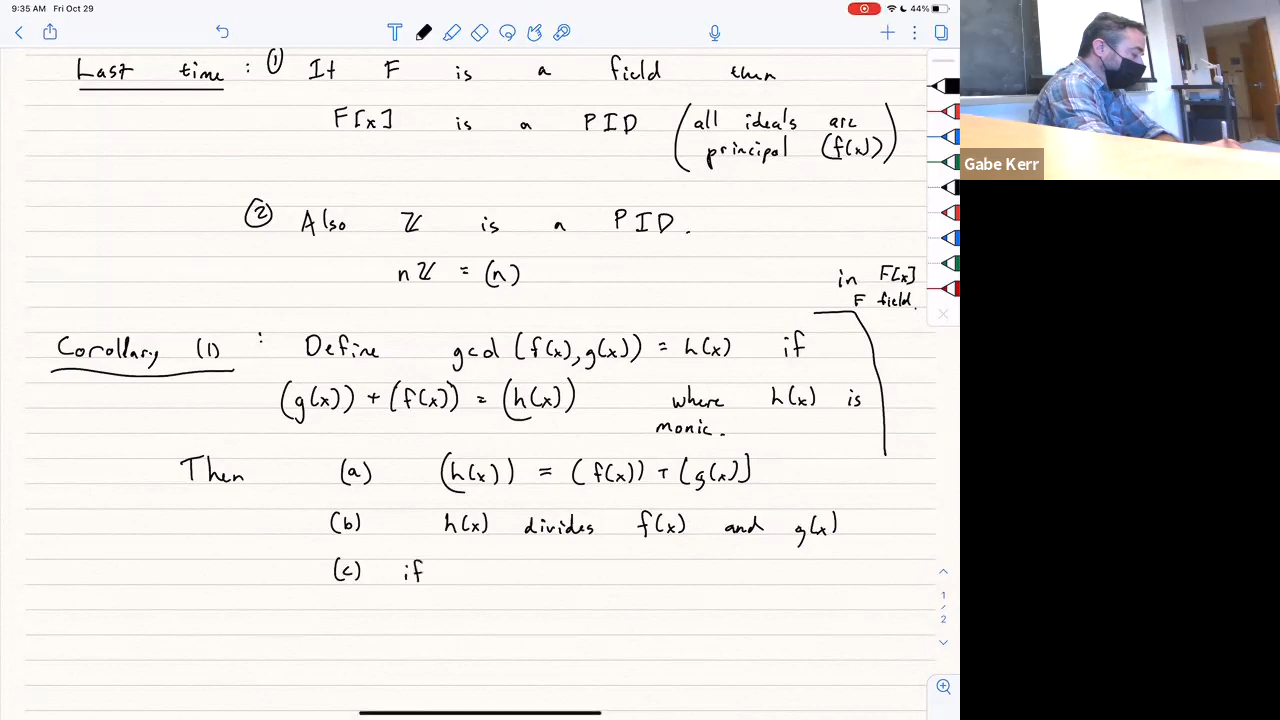 9:35 AM Fri Oct 29
44%
Last time : ① If F is a field then
F[x] is a PID (all ideals are principal (f(x)))
② Also ℤ is a PID.
nℤ = (n)
in F[x]
F field.
Corollary (1) : Define gcd (f(x), g(x)) = h(x) if
(g(x)) + (f(x)) = (h(x)) where h(x) is
monic.
Then (a) (h(x)) = (f(x)) + (g(x)]
(b) h(x) divides f(x) and g(x)
(c) if
1
/
2
Gabe Kerr